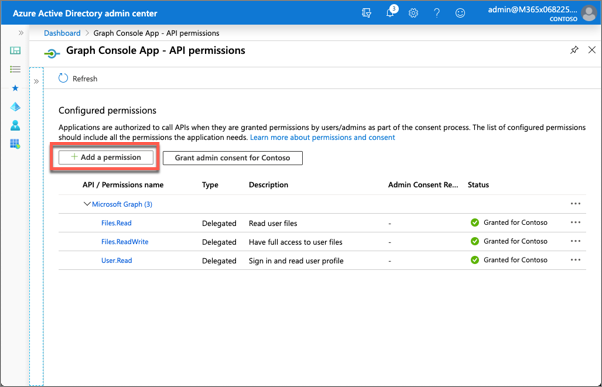 Azure Active Directory admin center
1
admin@M365x068225....
CONTOSO
Dashboard > Graph Console App - API permissions
Graph Console App - API permissions
Refresh
Configured permissions
Applications are authorized to call APIs when they are granted permissions by users/admins as part of the consent process. The list of configured permissions
should include all the permissions the application needs. Learn more about permissions and consent
+ Add a permission
Grant admin consent for Contoso
API / Permissions name Type Description Admin Consent Re... Status
Microsoft Graph (3) ...
Files.Read Delegated Read user files - Granted for Contoso ...
Files.ReadWrite Delegated Have full access to user files - Granted for Contoso ...
User.Read Delegated Sign in and read user profile - Granted for Contoso ...